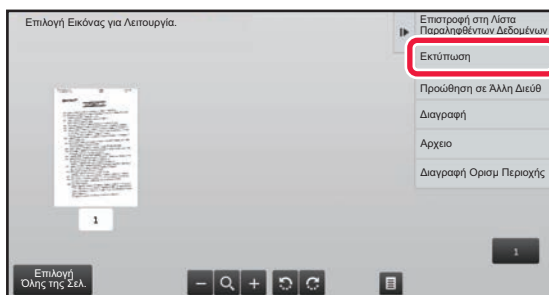 Επιλογή Εικόνας για Λειτουργία.
Επιστροφή στη Λίστα
Παραληφθέντων Δεδομένων
Εκτύπωση
Προώθηση σε Άλλη Διεύθ
Διαγραφή
Αρχειο
Διαγραφή Ορισμ Περιοχής
1
1
Επιλογή
Όλης της Σελ.